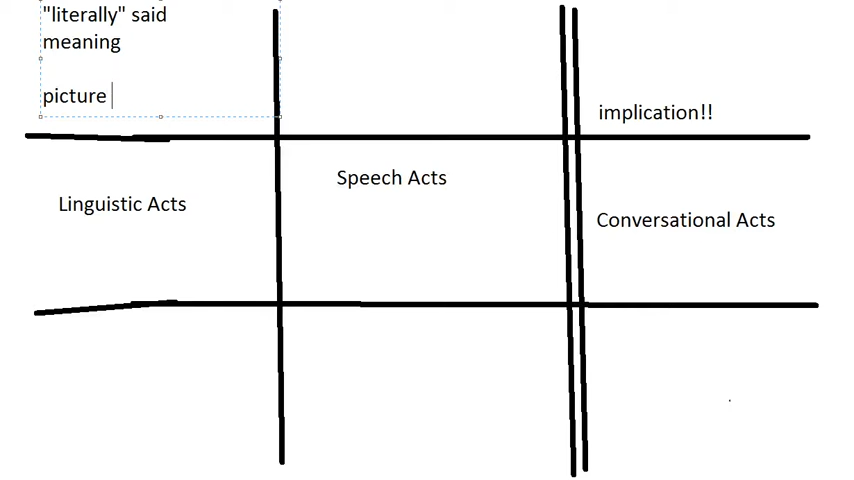 "literally" said
meaning
picture
implication!!
Speech Acts
Linguistic Acts
Conversational Acts